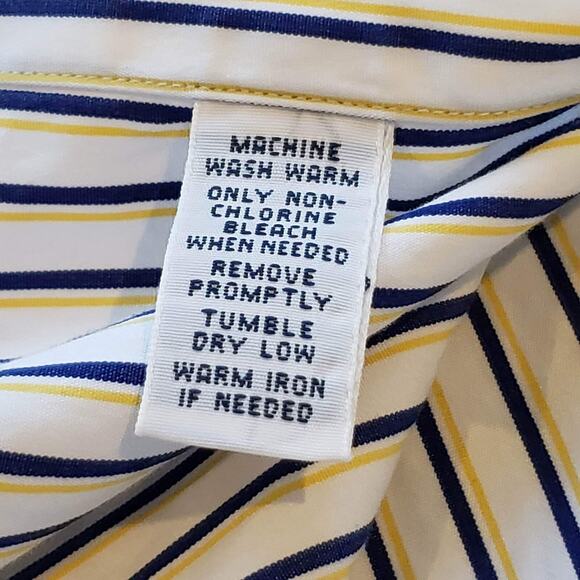 MACHINE
WASH WARM
ONLY NON-
CHLORINE
BLEACH
WHEN NEEDED
REMOVE
PROMPTLY
TUMBLE
DRY LOW
WARM IRON
IF NEEDED